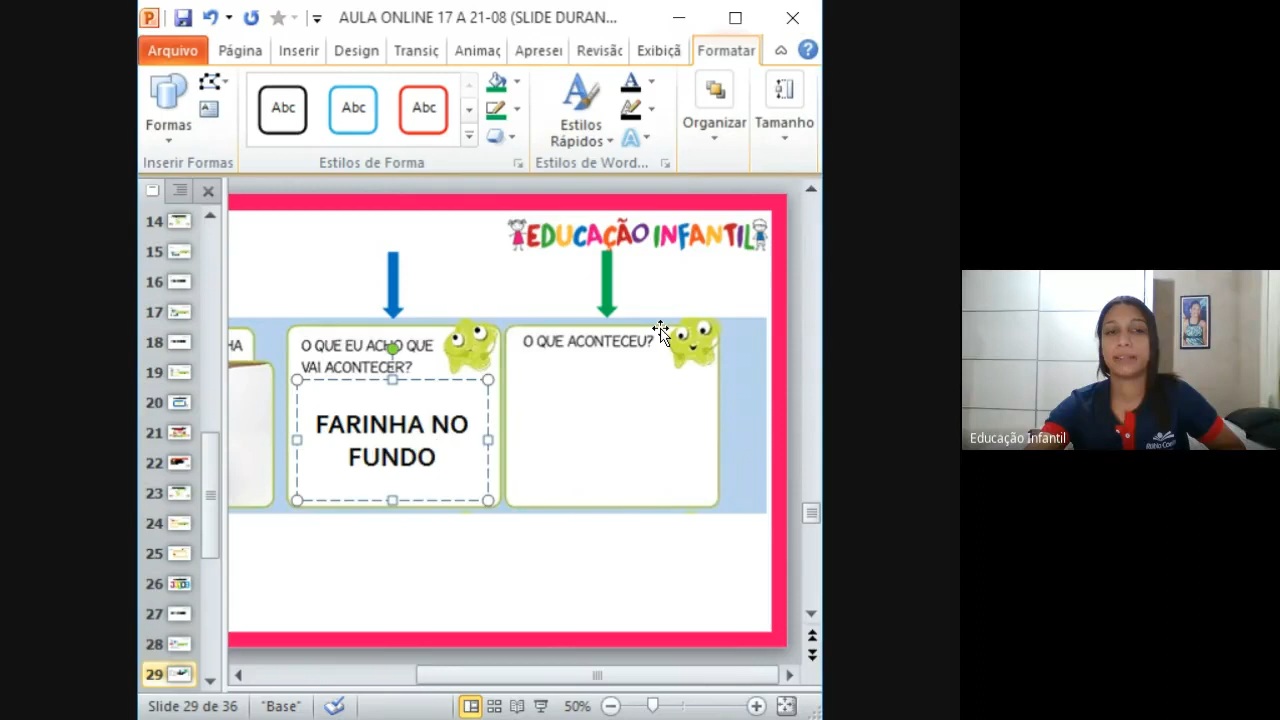 AULA ONLINE 17 A 21-08 (SLIDE DURAN...
Arquivo Página Inserir Design Transiç Animaç Apresei Revisão Exibiçã Formatar
Abc Abc Abc
Formas
Estilos
Rápidos
Organizar Tamanho
Inserir Formas Estilos de Forma Estilos de Word...
14
15
16
17
18
19
20
21
22
23
24
25
26
27
28
29
EDUCAÇÃO INFANTIL
HA
O QUE EU ACHO QUE
VAI ACONTECER?
FARINHA NO
FUNDO
O QUE ACONTECEU?
Slide 29 de 36 "Base" 50%
Educação Infantil